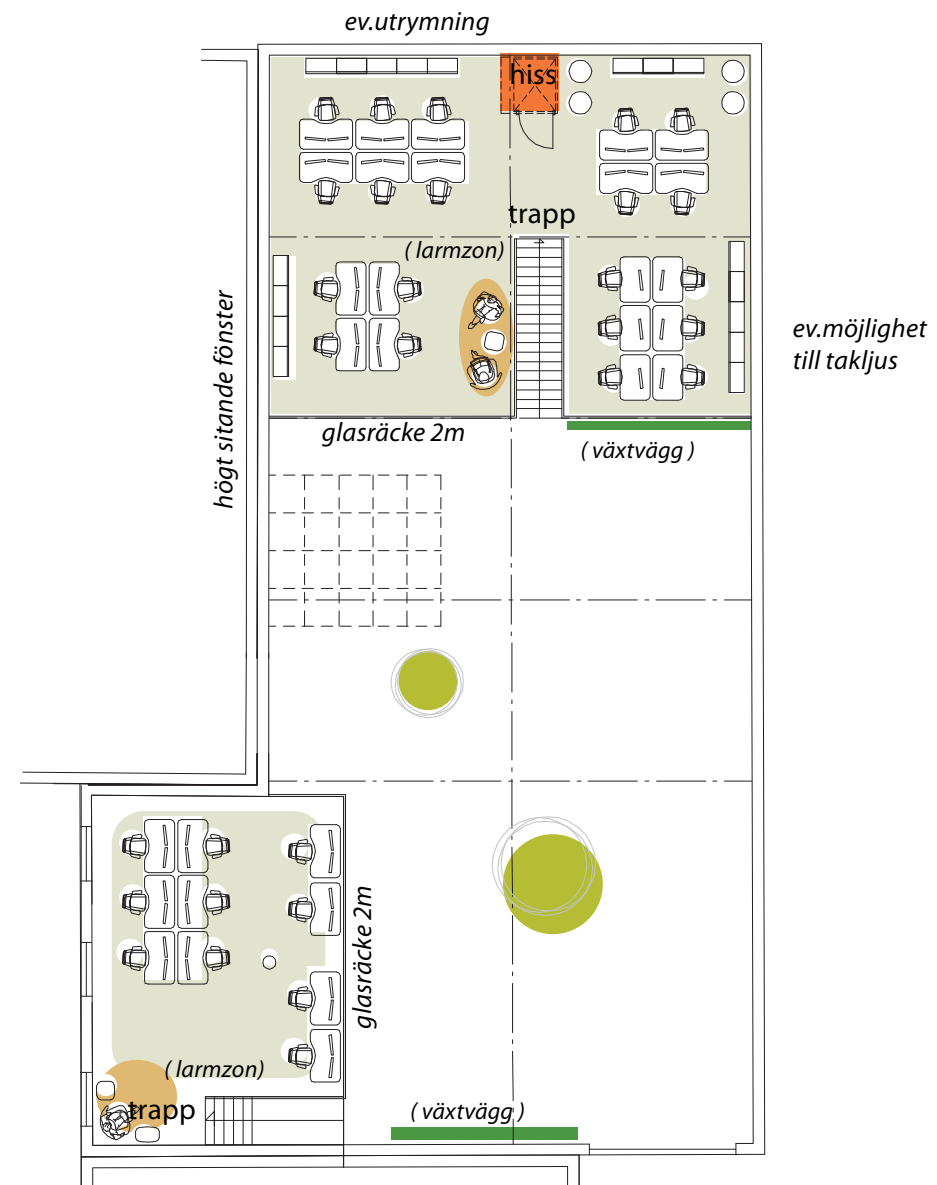 ev.utrymning
hiss
trapp
( larmzon)
högt sitande fönster
ev.möjlighet
till takljus
glasräcke 2m
( växtvägg )
glasräcke 2m
( larmzon)
trapp
( växtvägg )